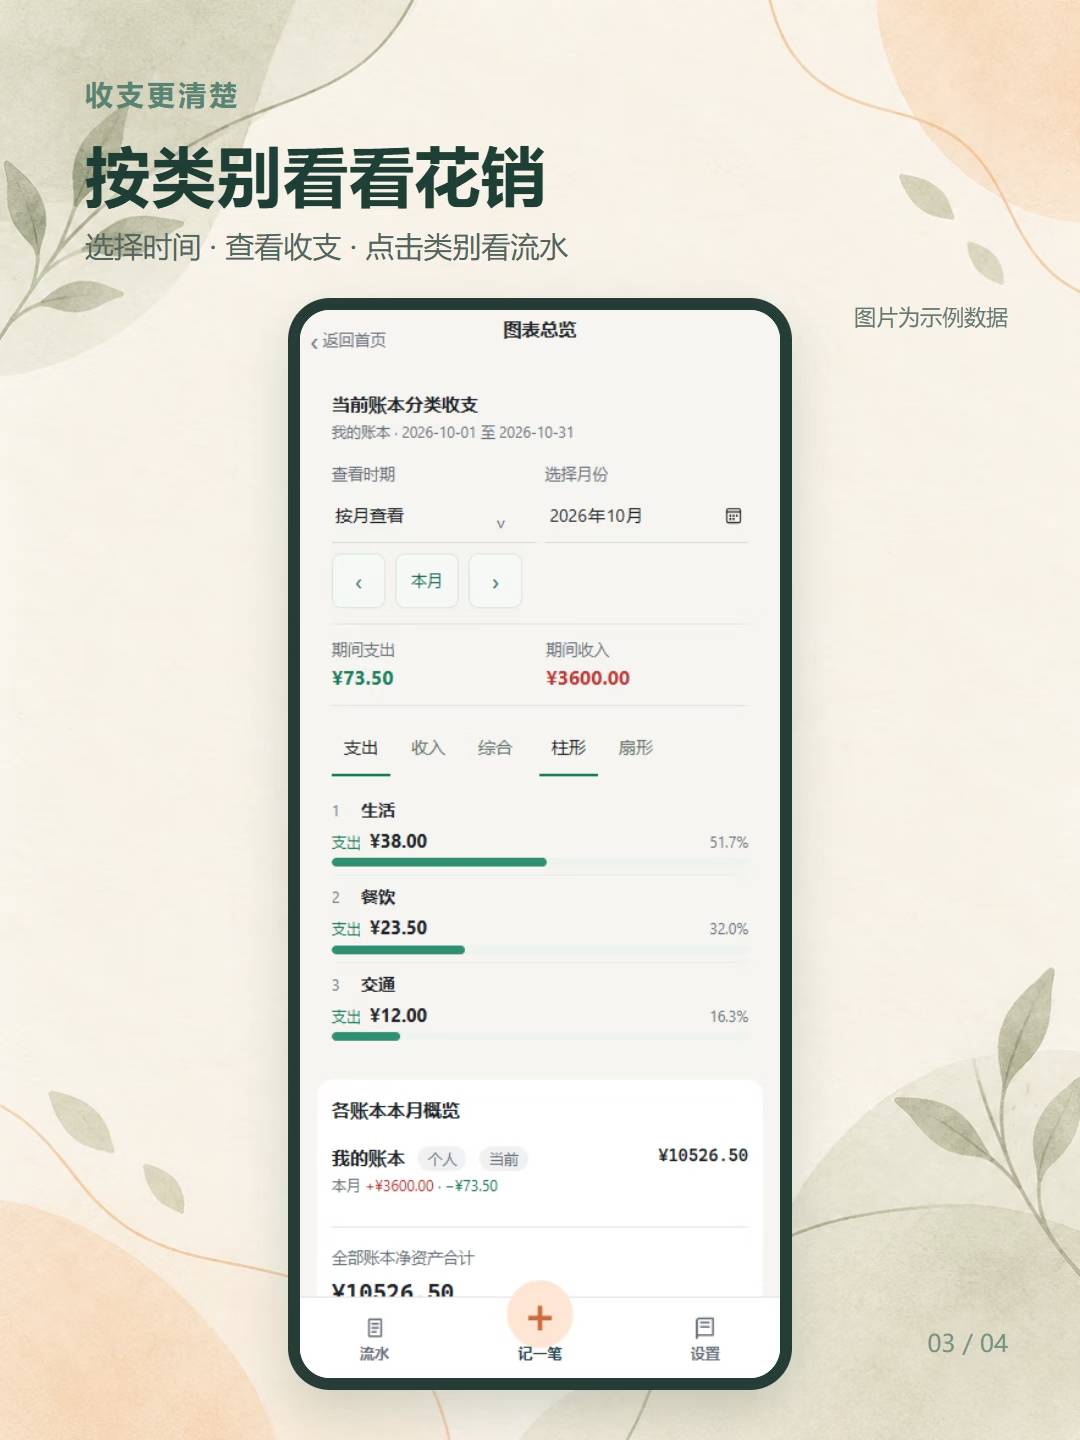 收支更清楚
按类别看看花销
选择时间 · 查看收支 · 点击类别看流水
图片为示例数据
‹ 返回首页
图表总览
当前账本分类收支
我的账本 · 2026-10-01 至 2026-10-31
查看时期 选择月份
按月查看 v 2026年10月
‹ 本月 ›
期间支出 期间收入
¥73.50 ¥3600.00
支出 收入 综合 柱形 扇形
1 生活
支出 ¥38.00 51.7%
2 餐饮
支出 ¥23.50 32.0%
3 交通
支出 ¥12.00 16.3%
各账本本月概览
我的账本 个人 当前 ¥10526.50
本月 +¥3600.00 · −¥73.50
全部账本净资产合计
¥10526.50
流水 记一笔 设置
03 / 04